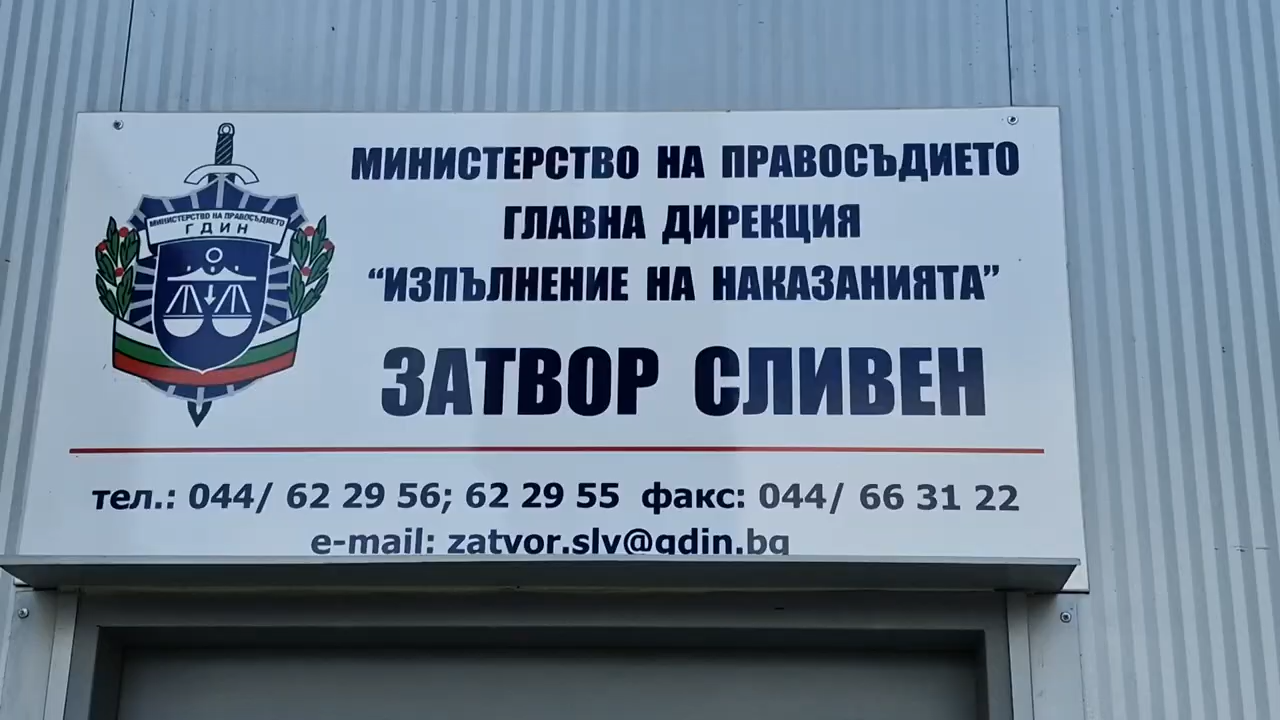 МИНИСТЕРСТВО НА ПРАВОСЪДИЕТО
ГДИН
МИНИСТЕРСТВО НА ПРАВОСЪДИЕТО
ГЛАВНА ДИРЕКЦИЯ
“ИЗПЪЛНЕНИЕ НА НАКАЗАНИЯТА”
ЗАТВОР СЛИВЕН
тел.: 044/ 62 29 56; 62 29 55 факс: 044/ 66 31 22
e-mail: zatvor.slv@gdin.bg